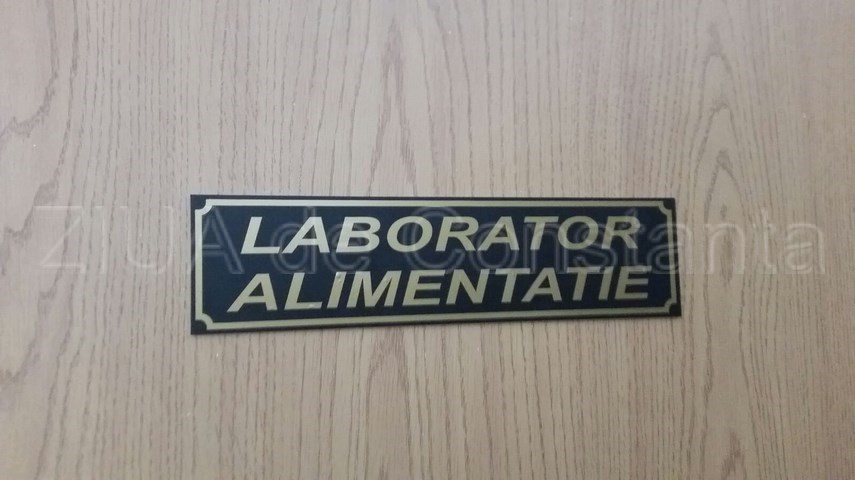 LABORATOR
ALIMENTATIE
ZIUA de Constanta